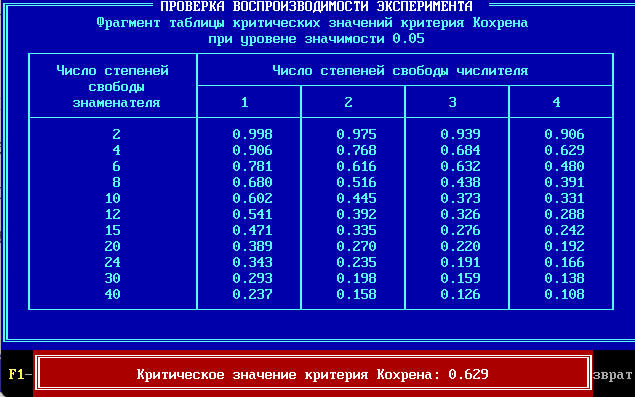 ПРОВЕРКА ВОСПРОИЗВОДИМОСТИ ЭКСПЕРИМЕНТА
Фрагмент таблицы критических значений критерия Кохрена
при уровене значимости 0.05
Число степеней свободы знаменателя
Число степеней свободы числителя
1 2 3 4
2 0.998 0.975 0.939 0.906
4 0.906 0.768 0.684 0.629
6 0.781 0.616 0.632 0.480
8 0.680 0.516 0.438 0.391
10 0.602 0.445 0.373 0.331
12 0.541 0.392 0.326 0.288
15 0.471 0.335 0.276 0.242
20 0.389 0.270 0.220 0.192
24 0.343 0.235 0.191 0.166
30 0.293 0.198 0.159 0.138
40 0.237 0.158 0.126 0.108
F1- Критическое значение критерия Кохрена: 0.629 зврат